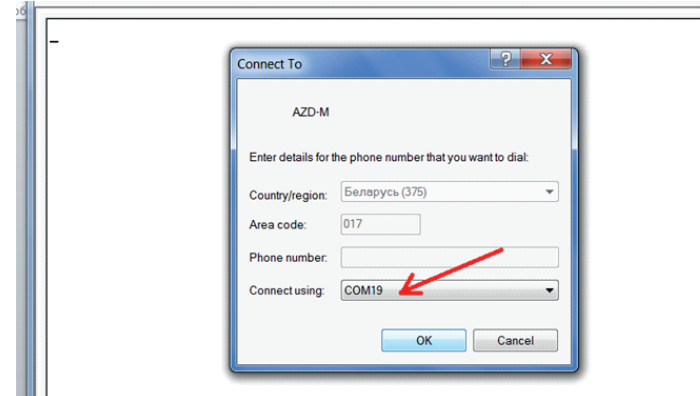 об
Connect To
AZD-M
Enter details for the phone number that you want to dial:
Country/region: Беларусь (375)
Area code: 017
Phone number:
Connect using: COM19
OK Cancel